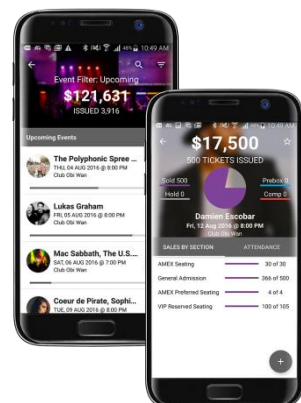 10:49 AM
Event Filter: Upcoming
$121,631
ISSUED 3,916
Upcoming Events
The Polyphonic Spree ...
THU, 04 AUG 2016 @ 8:00 PM
Club Obi Wan
Lukas Graham
FRI, 05 AUG 2016 @ 8:00 PM
Club Obi Wan
Mac Sabbath, The U.S....
SAT, 06 AUG 2016 @ 7:00 PM
Club Obi Wan
Coeur de Pirate, Sophi...
TUE, 09 AUG 2016 @ 8:00 PM
10:49 AM
$17,500
500 TICKETS ISSUED
Sold 500
Prebox 0
Hold 0
Comp 0
Damien Escobar
Fri, 12 Aug 2016 @ 8:00 PM
Club Obi Wan
SALES BY SECTION
ATTENDANCE
AMEX Seating 30 of 30
General Admission 366 of 500
AMEX Preferred Seating 4 of 4
VIP Reserved Seating 100 of 105